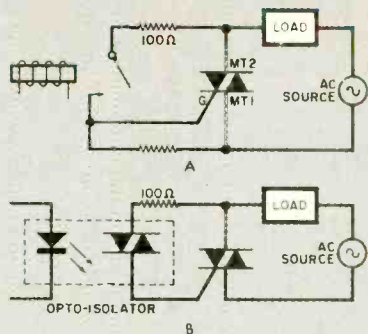 100Ω
LOAD
MT2
G
MT1
AC
SOURCE
A
100Ω
LOAD
AC
SOURCE
OPTO-ISOLATOR
B